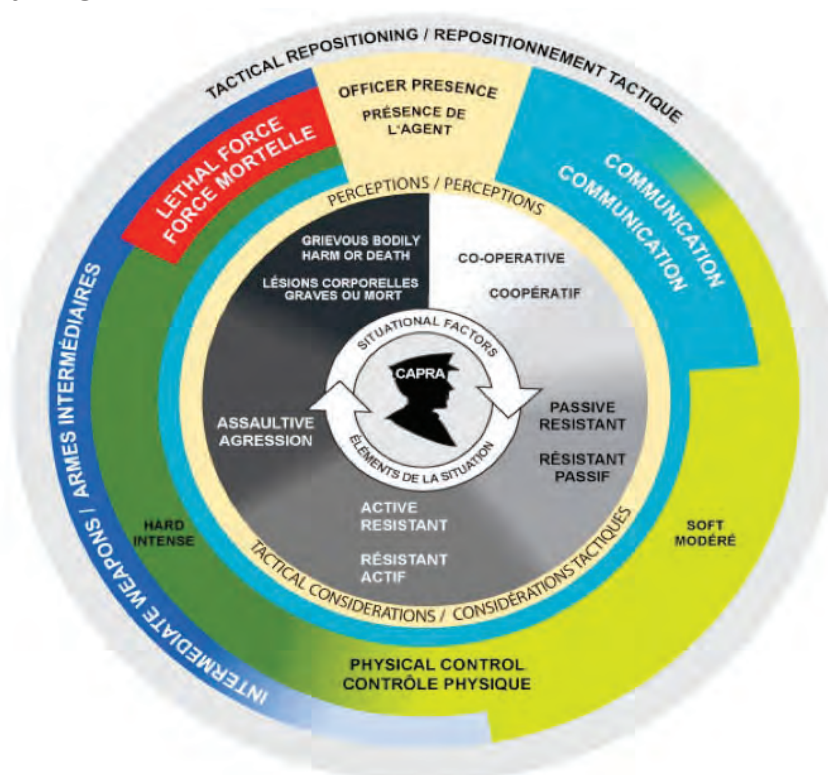 TACTICAL REPOSITIONING / REPOSITIONNEMENT TACTIQUE
OFFICER PRESENCE
PRÉSENCE DE
L'AGENT
LETHAL FORCE
FORCE MORTELLE
COMMUNICATION
COMMUNICATION
PERCEPTIONS / PERCEPTIONS
GRIEVOUS BODILY
HARM OR DEATH
LÉSIONS CORPORELLES
GRAVES OU MORT
CO-OPERATIVE
COOPÉRATIF
SITUATIONAL FACTORS
CAPRA
ÉLÉMENTS DE LA SITUATION
ASSAULTIVE
AGRESSION
PASSIVE
RESISTANT
RÉSISTANT
PASSIF
ACTIVE
RESISTANT
RÉSISTANT
ACTIF
HARD
INTENSE
SOFT
MODÉRÉ
TACTICAL CONSIDERATIONS / CONSIDÉRATIONS TACTIQUES
INTERMEDIATE WEAPONS / ARMES INTERMÉDIAIRES
PHYSICAL CONTROL
CONTRÔLE PHYSIQUE